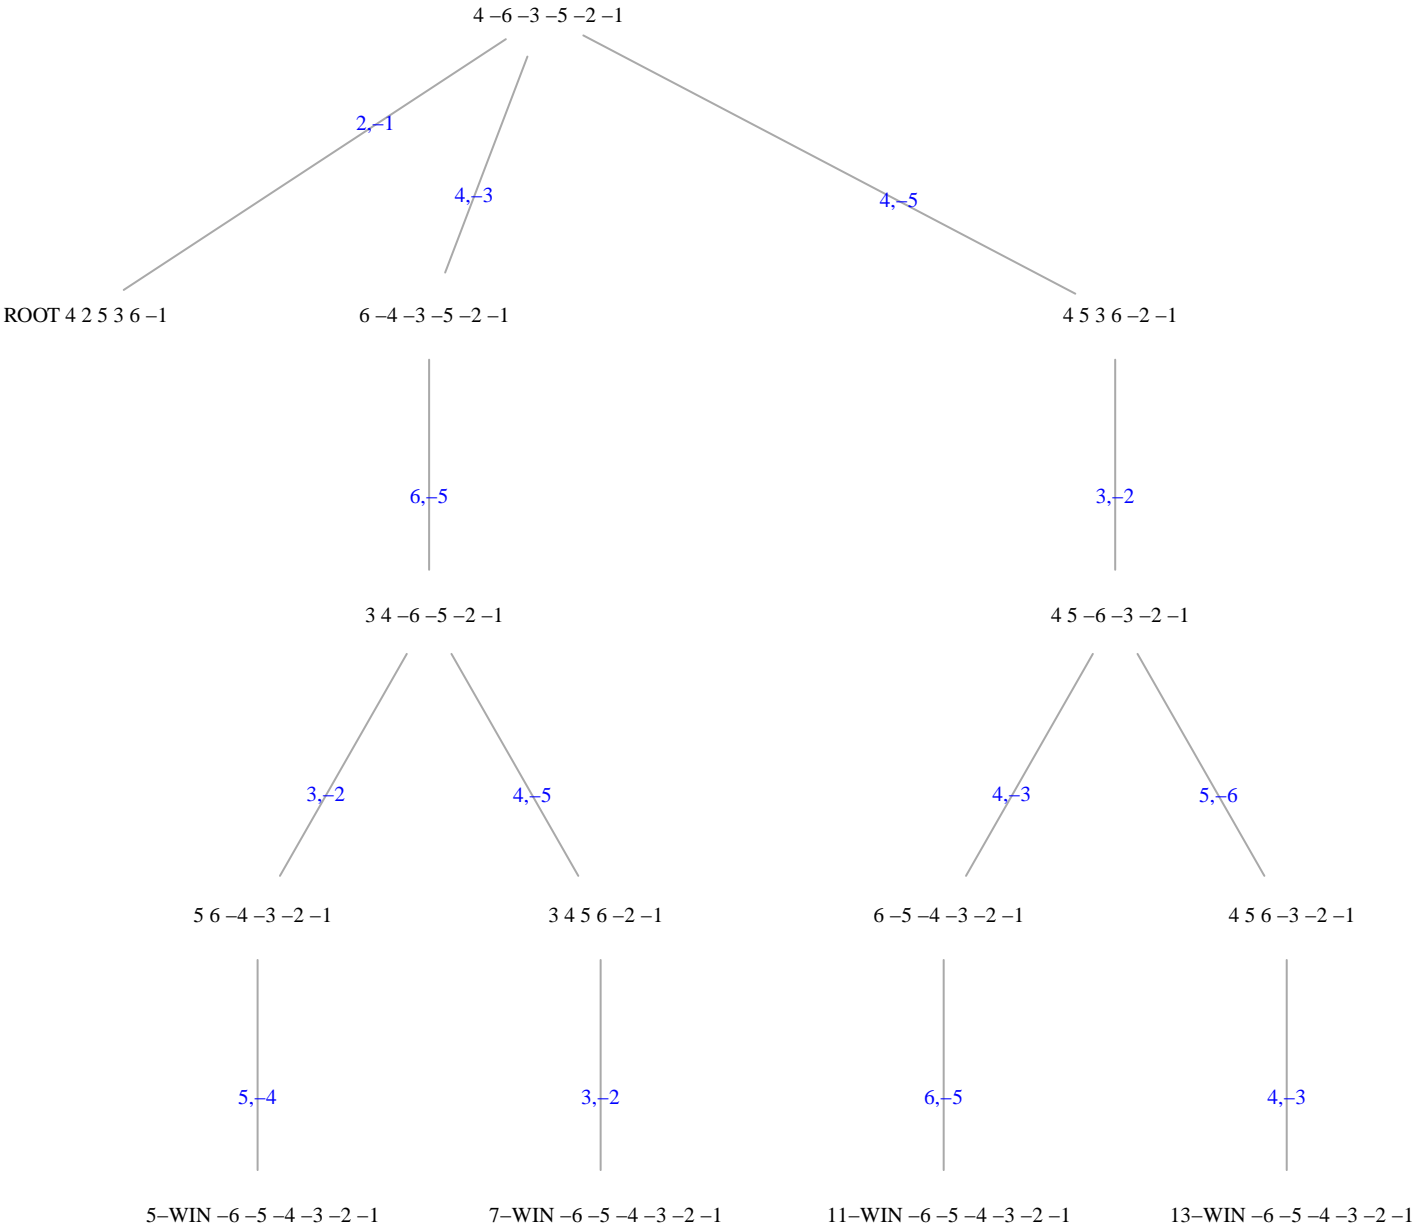 4 –6 –3 –5 –2 –1
2,–1
4,–3
4,–5
ROOT 4 2 5 3 6 –1
6 –4 –3 –5 –2 –1
4 5 3 6 –2 –1
6,–5
3,–2
3 4 –6 –5 –2 –1
4 5 –6 –3 –2 –1
3,–2
4,–5
4,–3
5,–6
5 6 –4 –3 –2 –1
3 4 5 6 –2 –1
6 –5 –4 –3 –2 –1
4 5 6 –3 –2 –1
5,–4
3,–2
6,–5
4,–3
5–WIN –6 –5 –4 –3 –2 –1
7–WIN –6 –5 –4 –3 –2 –1
11–WIN –6 –5 –4 –3 –2 –1
13–WIN –6 –5 –4 –3 –2 –1